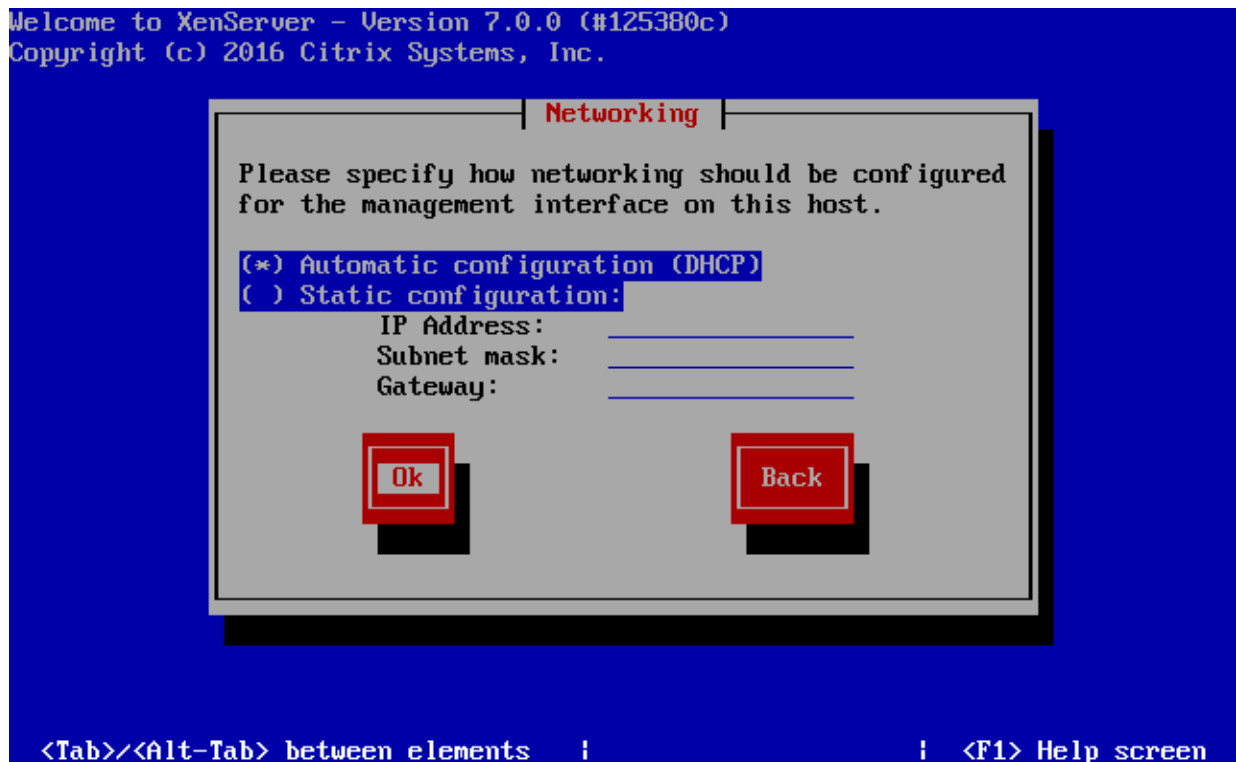 Welcome to XenServer - Version 7.0.0 (#125380c)
Copyright (c) 2016 Citrix Systems, Inc.
Networking
Please specify how networking should be configured
for the management interface on this host.
(*) Automatic configuration (DHCP)
( ) Static configuration:
IP Address:
Subnet mask:
Gateway:
Ok Back
<Tab>/<Alt-Tab> between elements | | <F1> Help screen